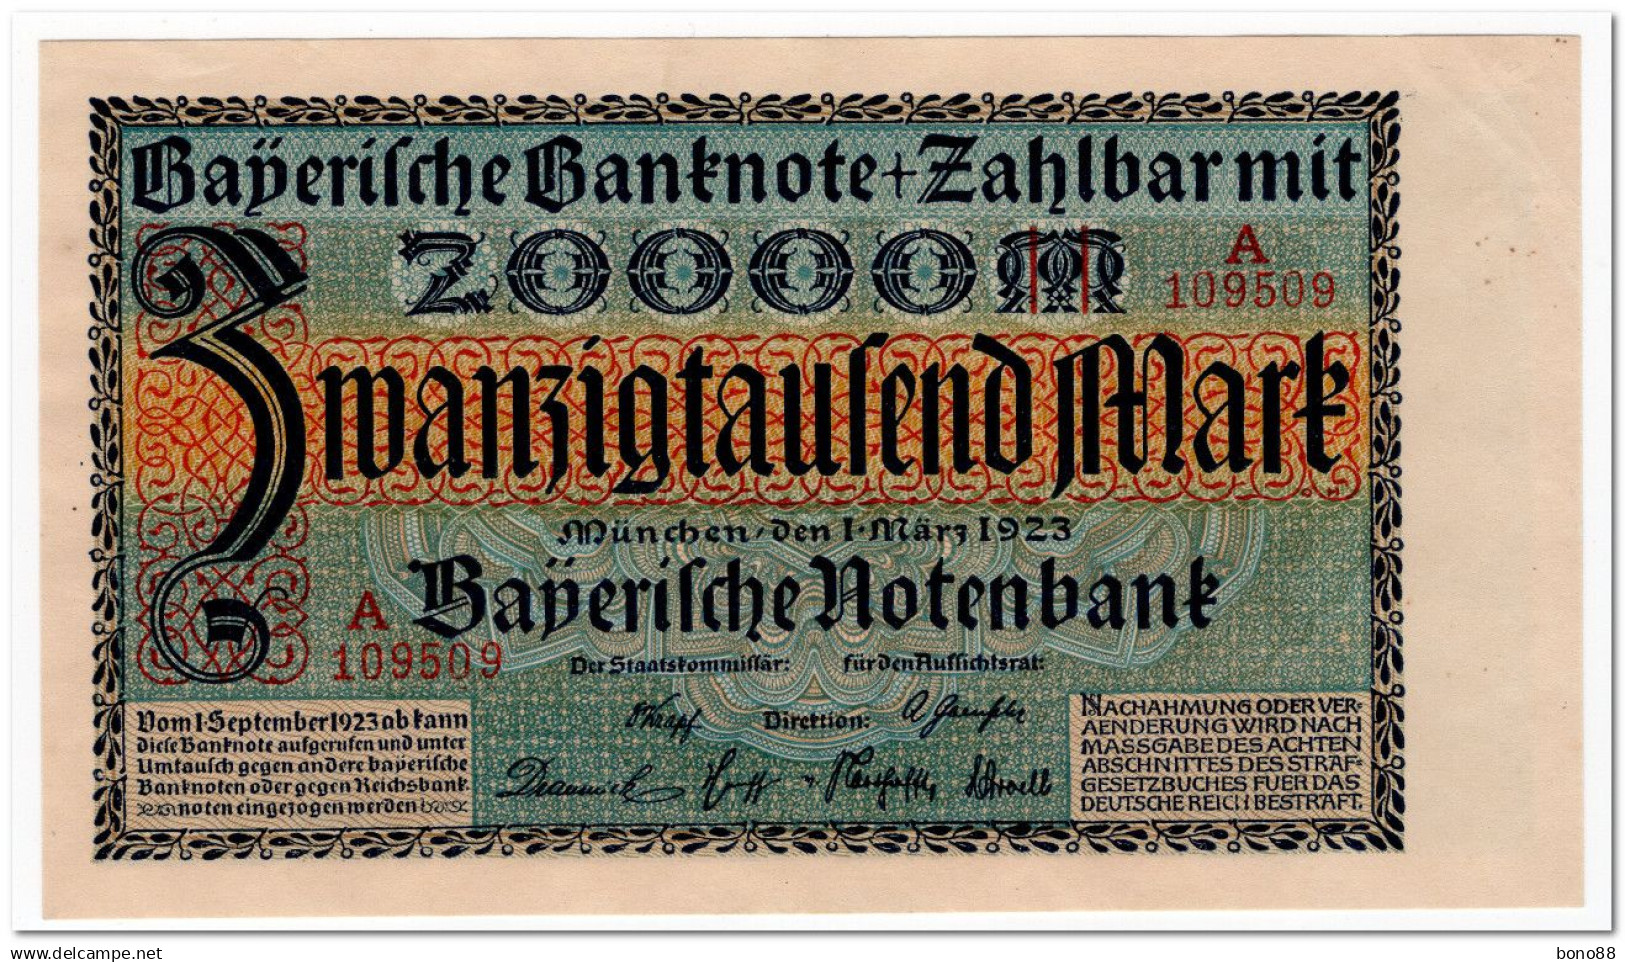 Bayerische Banknote + Zahlbar mit
20000 M
A
109509
Zwanzigtausend Mark
München, den 1. März 1923
Bayerische Notenbank
A
109509
Der Staatskommissär: für den Aufsichtsrat:
Direktion:
Vom 1 September 1923 ab kann
diese Banknote aufgerufen und unter
Umtausch gegen andere bayerische
Banknoten oder gegen Reichsbank
noten eingezogen werden
NACHAHMUNG ODER VER-
AENDERUNG WIRD NACH
MASSGABE DES ACHTEN
ABSCHNITTES DES STRAF-
GESETZBUCHES FUER DAS
DEUTSCHE REICH BESTRAFT.
www.delcampe.net
bono88